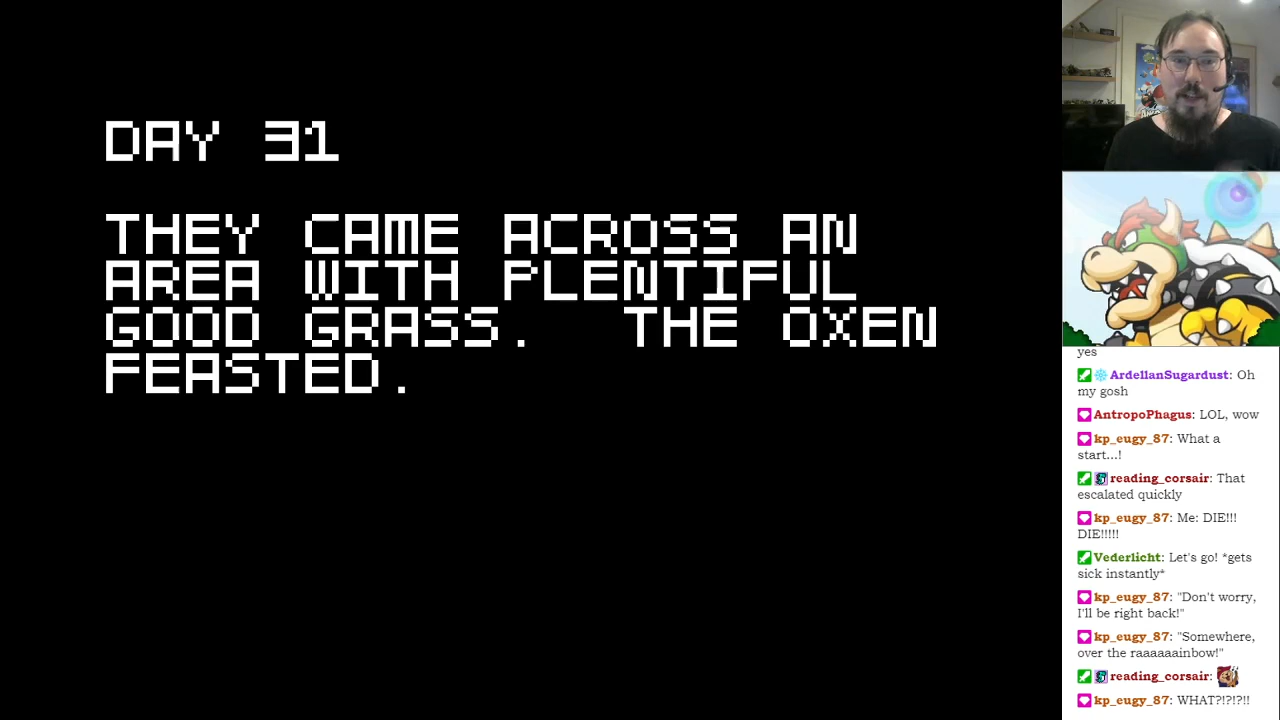 DAY 31
THEY CAME ACROSS AN
AREA WITH PLENTIFUL
GOOD GRASS.  THE OXEN
FEASTED.
yes
ArdellanSugardust: Oh
my gosh
AntropoPhagus: LOL, wow
kp_eugy_87: What a
start...!
reading_corsair: That
escalated quickly
kp_eugy_87: Me: DIE!!!
DIE!!!!!
Vederlicht: Let's go! *gets
sick instantly*
kp_eugy_87: "Don't worry,
I'll be right back!"
kp_eugy_87: "Somewhere,
over the raaaaaainbow!"
reading_corsair:
kp_eugy_87: WHAT?!?!?!!